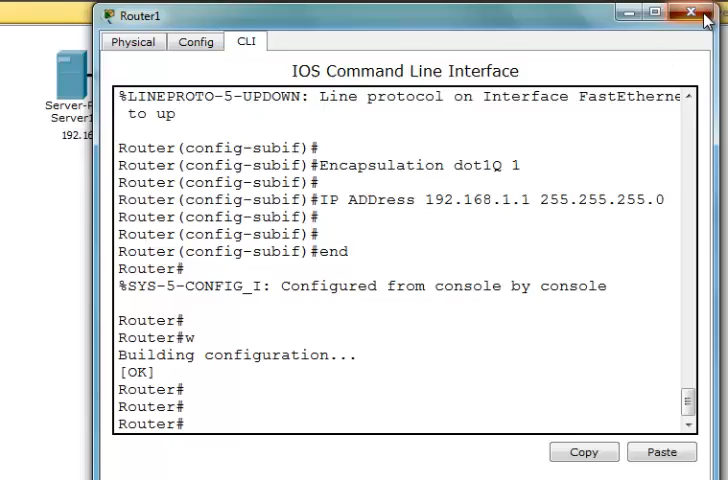 Router1
Physical
Config
CLI
IOS Command Line Interface
%LINEPROTO-5-UPDOWN: Line protocol on Interface FastEtherne
to up
Router(config-subif)#
Router(config-subif)#Encapsulation dot1Q 1
Router(config-subif)#
Router(config-subif)#IP ADDress 192.168.1.1 255.255.255.0
Router(config-subif)#
Router(config-subif)#
Router(config-subif)#end
Router#
%SYS-5-CONFIG_I: Configured from console by console
Router#
Router#w
Building configuration...
[OK]
Router#
Router#
Router#
Copy
Paste
Server-P
Server1
192.16